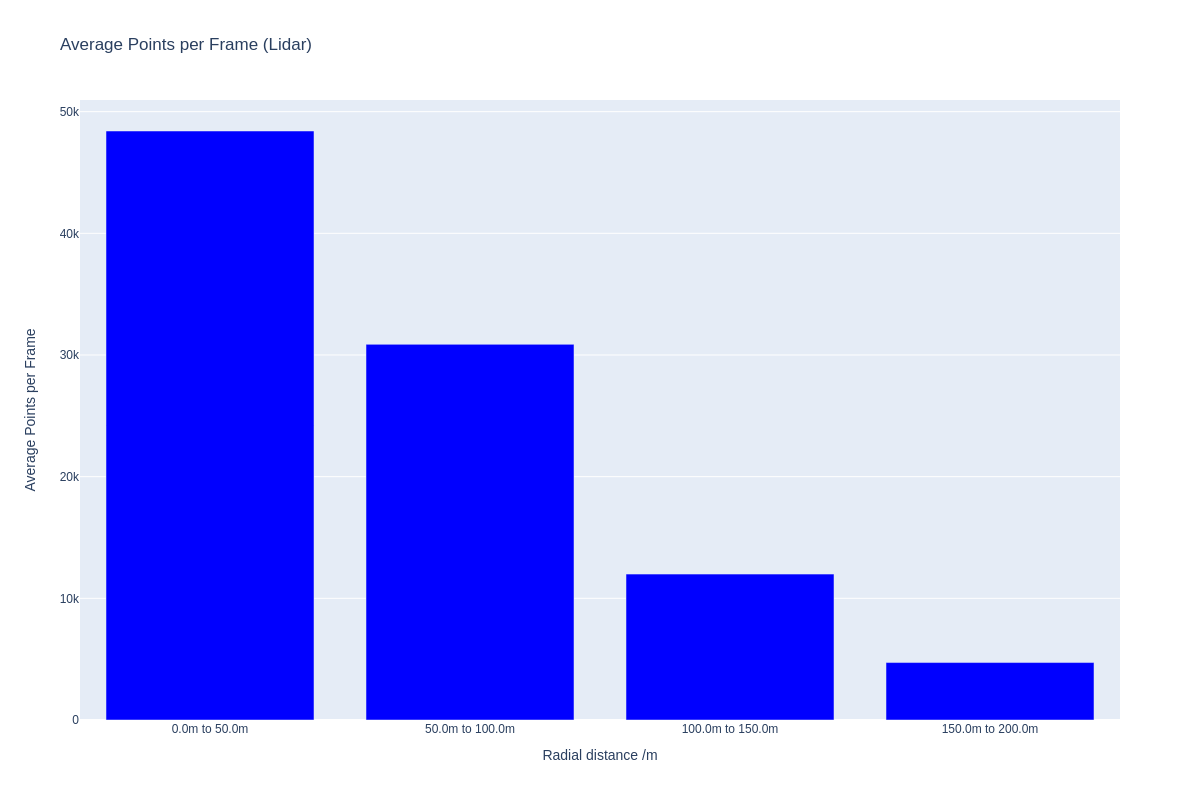 Average Points per Frame (Lidar)
50k
40k
30k
20k
10k
0
Average Points per Frame
0.0m to 50.0m
50.0m to 100.0m
100.0m to 150.0m
150.0m to 200.0m
Radial distance /m